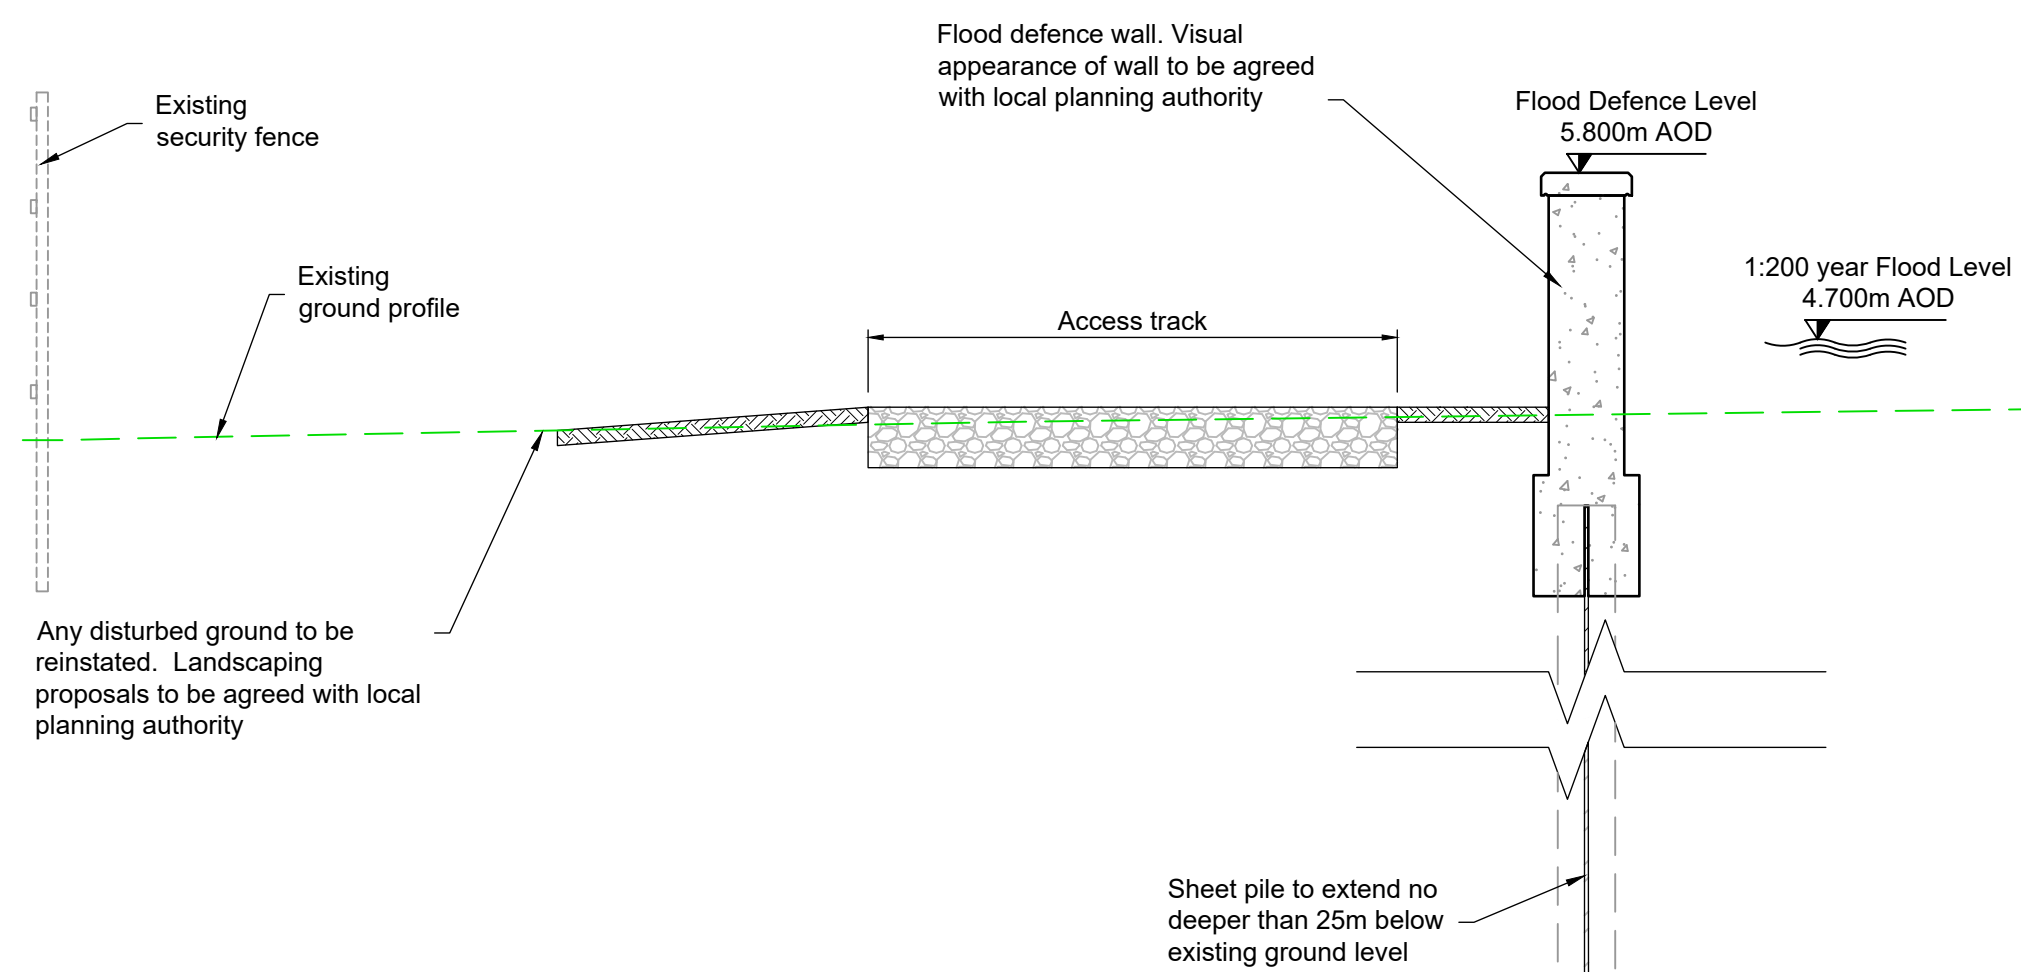 Flood defence wall. Visual
appearance of wall to be agreed
with local planning authority
Existing
security fence
Flood Defence Level
5.800m AOD
Existing
ground profile
1:200 year Flood Level
4.700m AOD
Access track
Any disturbed ground to be
reinstated.  Landscaping
proposals to be agreed with local
planning authority
Sheet pile to extend no
deeper than 25m below
existing ground level